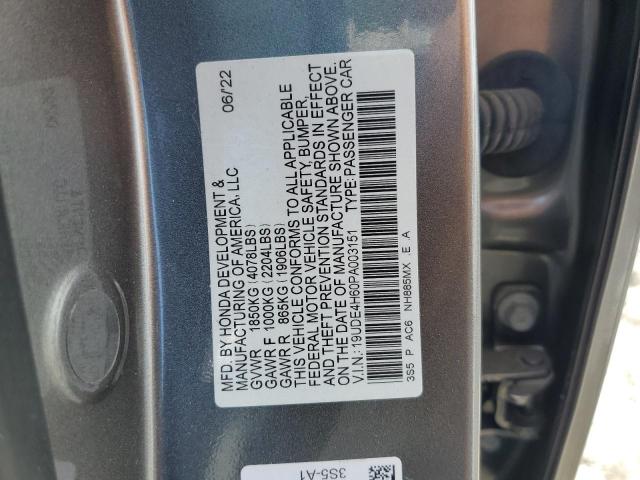 MFD. BY HONDA DEVELOPMENT & 06/22
MANUFACTURING OF AMERICA, LLC
GVWR 1850KG (4078LBS)
GAWR F 1000KG (2204LBS)
GAWR R 865KG (1906LBS)
THIS VEHICLE CONFORMS TO ALL APPLICABLE
FEDERAL MOTOR VEHICLE SAFETY, BUMPER,
AND THEFT PREVENTION STANDARDS IN EFFECT
ON THE DATE OF MANUFACTURE SHOWN ABOVE.
V.I.N.: 19UDE4H60PA003151 TYPE: PASSENGER CAR
3S5 P AC6 NH885MX E A
3S5-A1